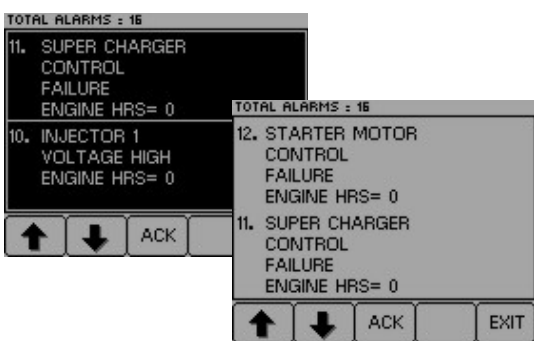 TOTAL ALARMS : 16
11. SUPER CHARGER
CONTROL
FAILURE
ENGINE HRS= 0
10. INJECTOR 1
VOLTAGE HIGH
ENGINE HRS= 0
ACK
TOTAL ALARMS : 16
12. STARTER MOTOR
CONTROL
FAILURE
ENGINE HRS= 0
11. SUPER CHARGER
CONTROL
FAILURE
ENGINE HRS= 0
ACK EXIT